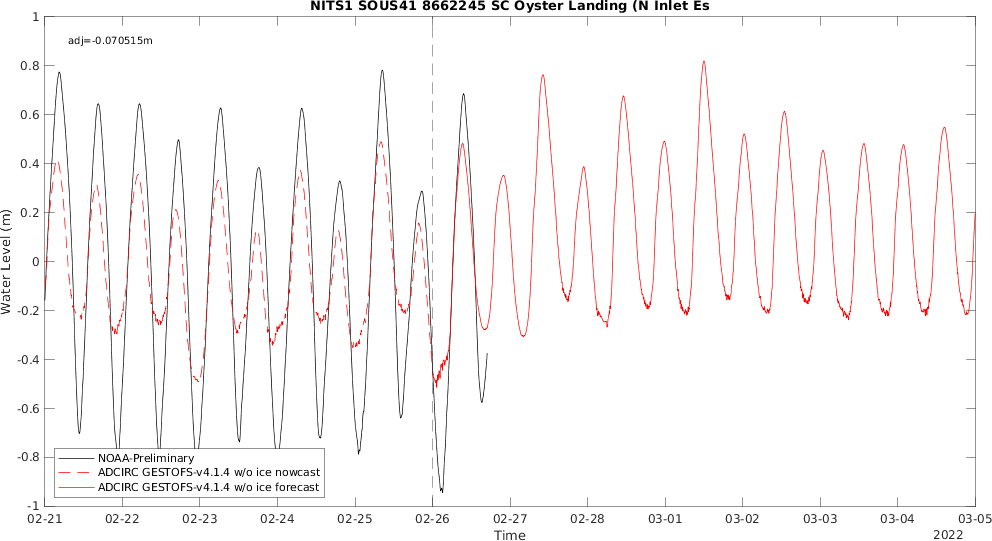 NITS1 SOUS41 8662245 SC Oyster Landing (N Inlet Es
adj=-0.070515m
1
0.8
0.6
0.4
0.2
0
-0.2
-0.4
-0.6
-0.8
-1
Water Level (m)
NOAA-Preliminary
ADCIRC GESTOFS-v4.1.4 w/o ice nowcast
ADCIRC GESTOFS-v4.1.4 w/o ice forecast
02-21 02-22 02-23 02-24 02-25 02-26 02-27 02-28 03-01 03-02 03-03 03-04 03-05
Time
2022